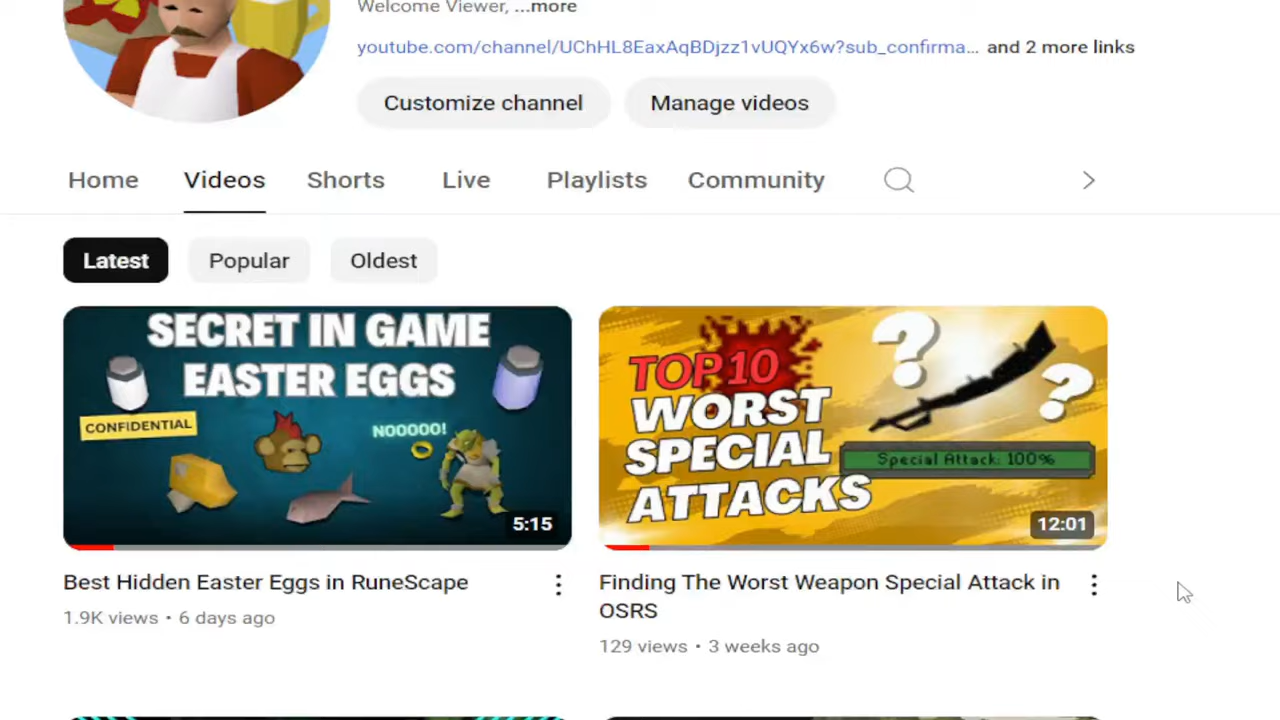 Welcome Viewer, ...more
youtube.com/channel/UChHL8EaxAqBDjzz1vUQYx6w?sub_confirma... and 2 more links
Customize channel Manage videos
Home Videos Shorts Live Playlists Community
Latest Popular Oldest
SECRET IN GAME
EASTER EGGS
CONFIDENTIAL
NOOOOO!
5:15
TOP 10
WORST
SPECIAL
ATTACKS
? ?
Special Attack: 100%
12:01
Best Hidden Easter Eggs in RuneScape
1.9K views • 6 days ago
Finding The Worst Weapon Special Attack in
OSRS
129 views • 3 weeks ago